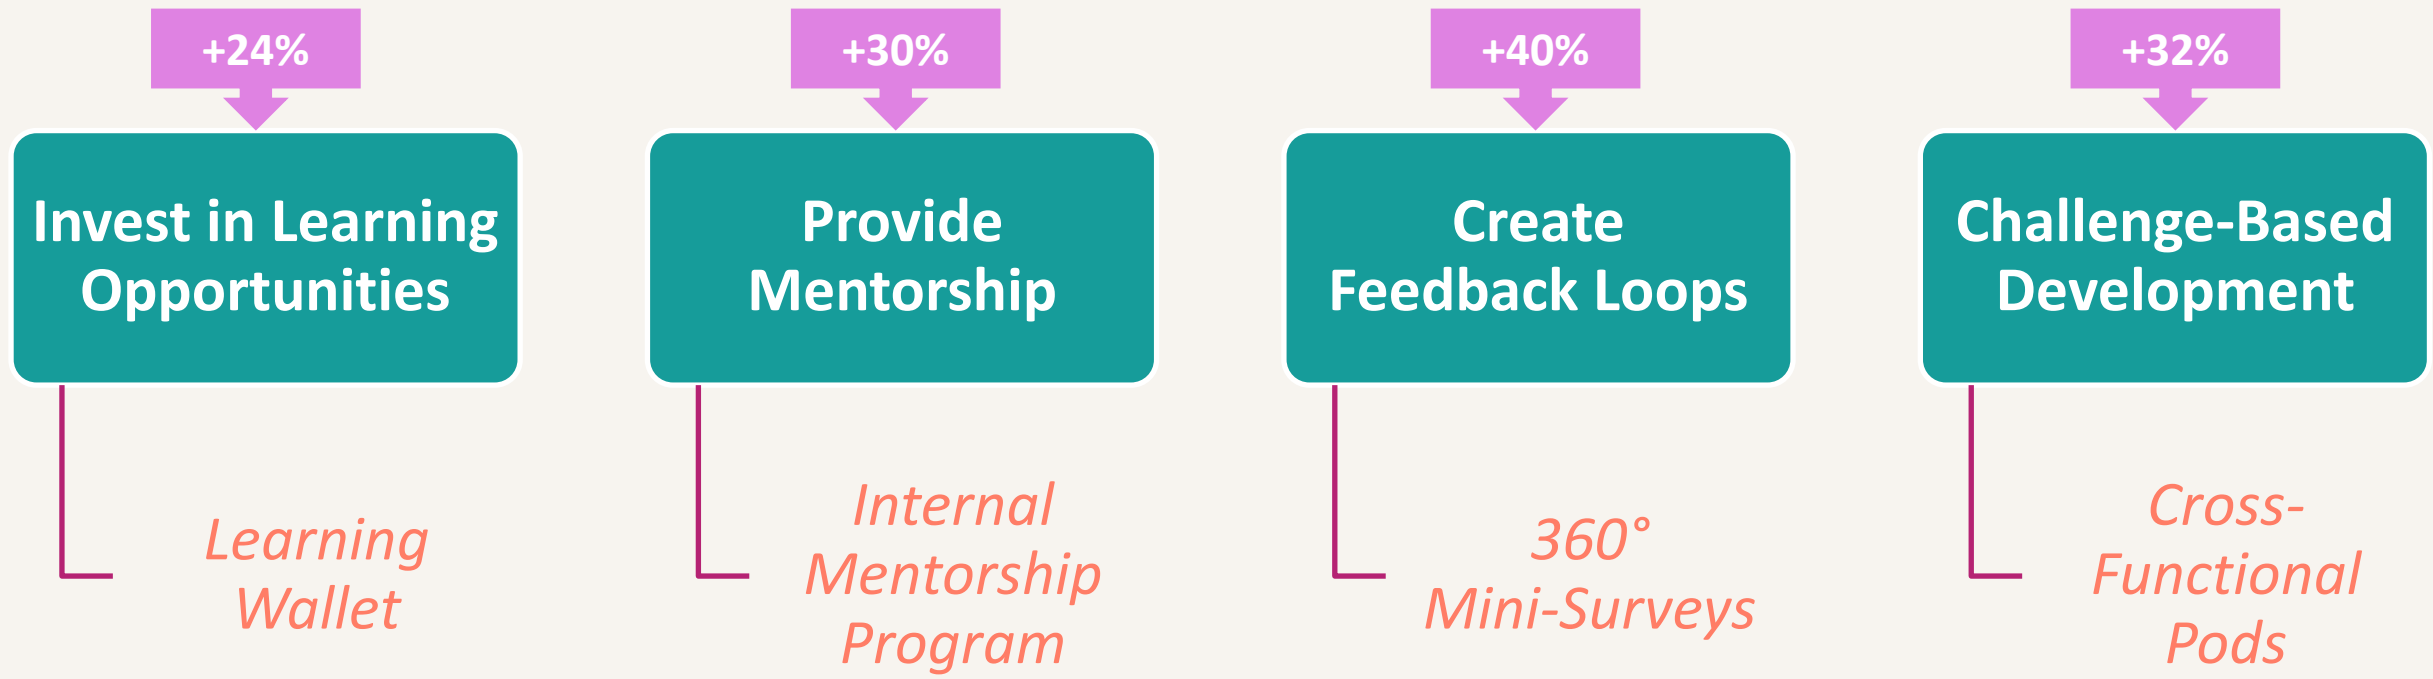 +24%
+30%
+40%
+32%
Invest in Learning
Opportunities
Provide
Mentorship
Create
Feedback Loops
Challenge-Based
Development
Learning
Wallet
Internal
Mentorship
Program
360°
Mini-Surveys
Cross-
Functional
Pods